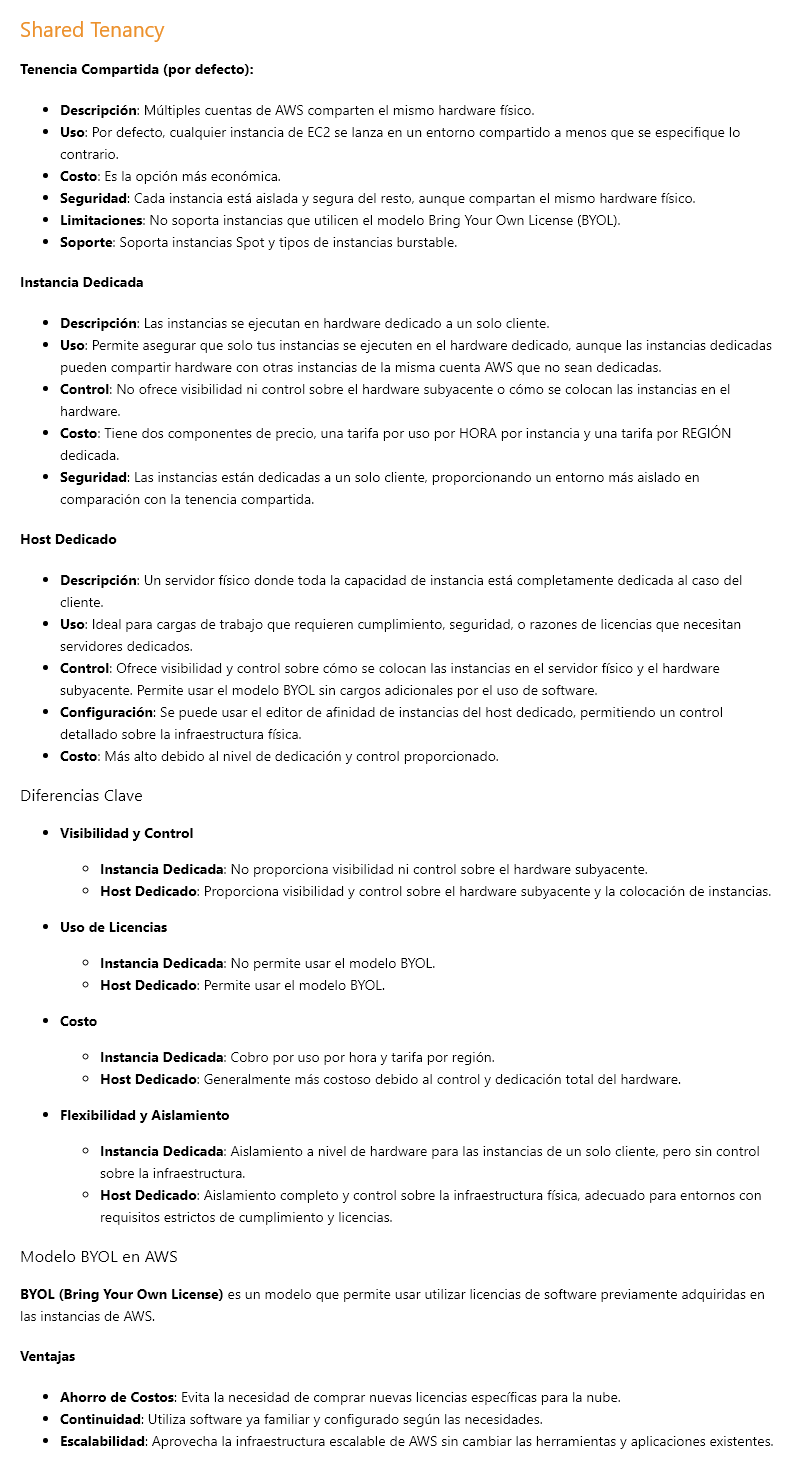 Shared Tenancy
Tenencia Compartida (por defecto):
Descripción: Múltiples cuentas de AWS comparten el mismo hardware físico.
Uso: Por defecto, cualquier instancia de EC2 se lanza en un entorno compartido a menos que se especifique lo
contrario.
Costo: Es la opción más económica.
Seguridad: Cada instancia está aislada y segura del resto, aunque compartan el mismo hardware físico.
Limitaciones: No soporta instancias que utilicen el modelo Bring Your Own License (BYOL).
Soporte: Soporta instancias Spot y tipos de instancias burstable.
Instancia Dedicada
Descripción: Las instancias se ejecutan en hardware dedicado a un solo cliente.
Uso: Permite asegurar que solo tus instancias se ejecuten en el hardware dedicado, aunque las instancias dedicadas
pueden compartir hardware con otras instancias de la misma cuenta AWS que no sean dedicadas.
Control: No ofrece visibilidad ni control sobre el hardware subyacente o cómo se colocan las instancias en el
hardware.
Costo: Tiene dos componentes de precio, una tarifa por uso por HORA por instancia y una tarifa por REGIÓN
dedicada.
Seguridad: Las instancias están dedicadas a un solo cliente, proporcionando un entorno más aislado en
comparación con la tenencia compartida.
Host Dedicado
Descripción: Un servidor físico donde toda la capacidad de instancia está completamente dedicada al caso del
cliente.
Uso: Ideal para cargas de trabajo que requieren cumplimiento, seguridad, o razones de licencias que necesitan
servidores dedicados.
Control: Ofrece visibilidad y control sobre cómo se colocan las instancias en el servidor físico y el hardware
subyacente. Permite usar el modelo BYOL sin cargos adicionales por el uso de software.
Configuración: Se puede usar el editor de afinidad de instancias del host dedicado, permitiendo un control
detallado sobre la infraestructura física.
Costo: Más alto debido al nivel de dedicación y control proporcionado.
Diferencias Clave
Visibilidad y Control
Instancia Dedicada: No proporciona visibilidad ni control sobre el hardware subyacente.
Host Dedicado: Proporciona visibilidad y control sobre el hardware subyacente y la colocación de instancias.
Uso de Licencias
Instancia Dedicada: No permite usar el modelo BYOL.
Host Dedicado: Permite usar el modelo BYOL.
Costo
Instancia Dedicada: Cobro por uso por hora y tarifa por región.
Host Dedicado: Generalmente más costoso debido al control y dedicación total del hardware.
Flexibilidad y Aislamiento
Instancia Dedicada: Aislamiento a nivel de hardware para las instancias de un solo cliente, pero sin control
sobre la infraestructura.
Host Dedicado: Aislamiento completo y control sobre la infraestructura física, adecuado para entornos con
requisitos estrictos de cumplimiento y licencias.
Modelo BYOL en AWS
BYOL (Bring Your Own License) es un modelo que permite usar utilizar licencias de software previamente adquiridas en
las instancias de AWS.
Ventajas
Ahorro de Costos: Evita la necesidad de comprar nuevas licencias específicas para la nube.
Continuidad: Utiliza software ya familiar y configurado según las necesidades.
Escalabilidad: Aprovecha la infraestructura escalable de AWS sin cambiar las herramientas y aplicaciones existentes.